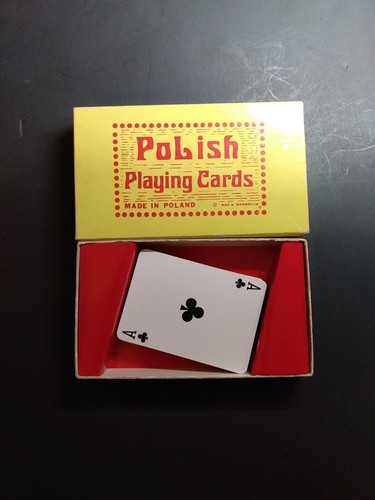 PoLish
Playing Cards
MADE IN POLAND ©
A
A